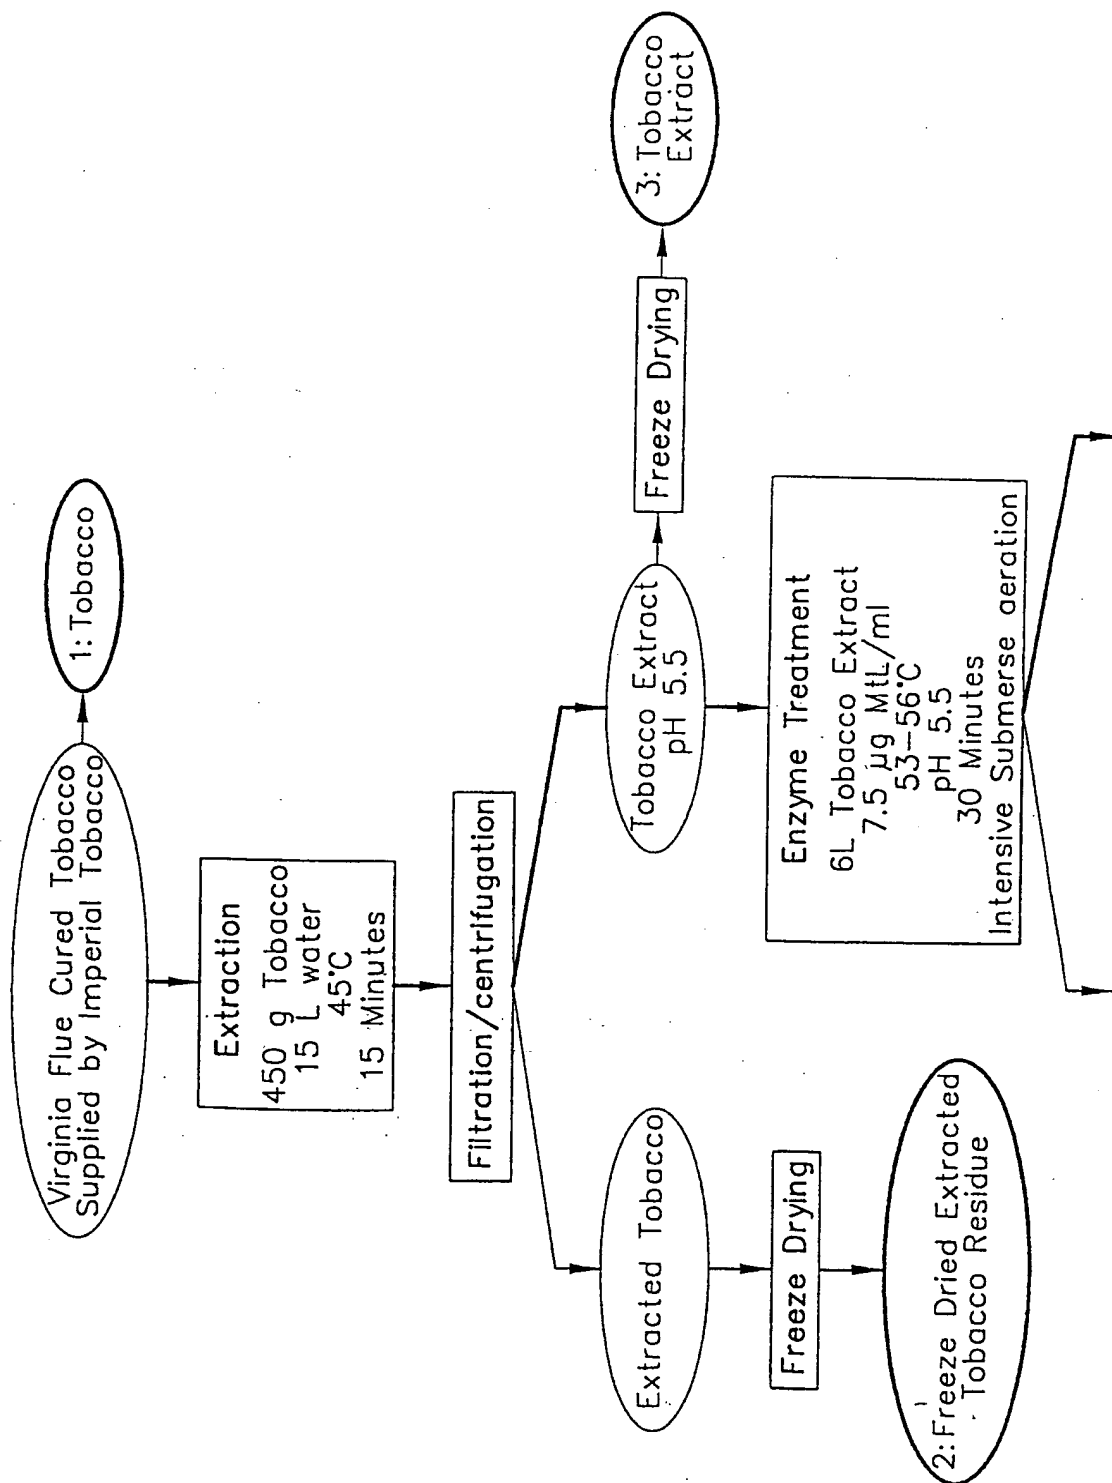 Virginia Flue Cured Tobacco
Supplied by Imperial Tobacco
1: Tobacco
Extraction
450 g Tobacco
15 L water
45°C
15 Minutes
Filtration/centrifugation
Extracted Tobacco
Freeze Drying
2: Freeze Dried Extracted
Tobacco Residue
Tobacco Extract
pH 5.5
Freeze Drying
3: Tobacco
Extract
Enzyme Treatment
6L Tobacco Extract
7.5 µg MtL/ml
53–56°C
pH 5.5
30 Minutes
Intensive Submerse aeration